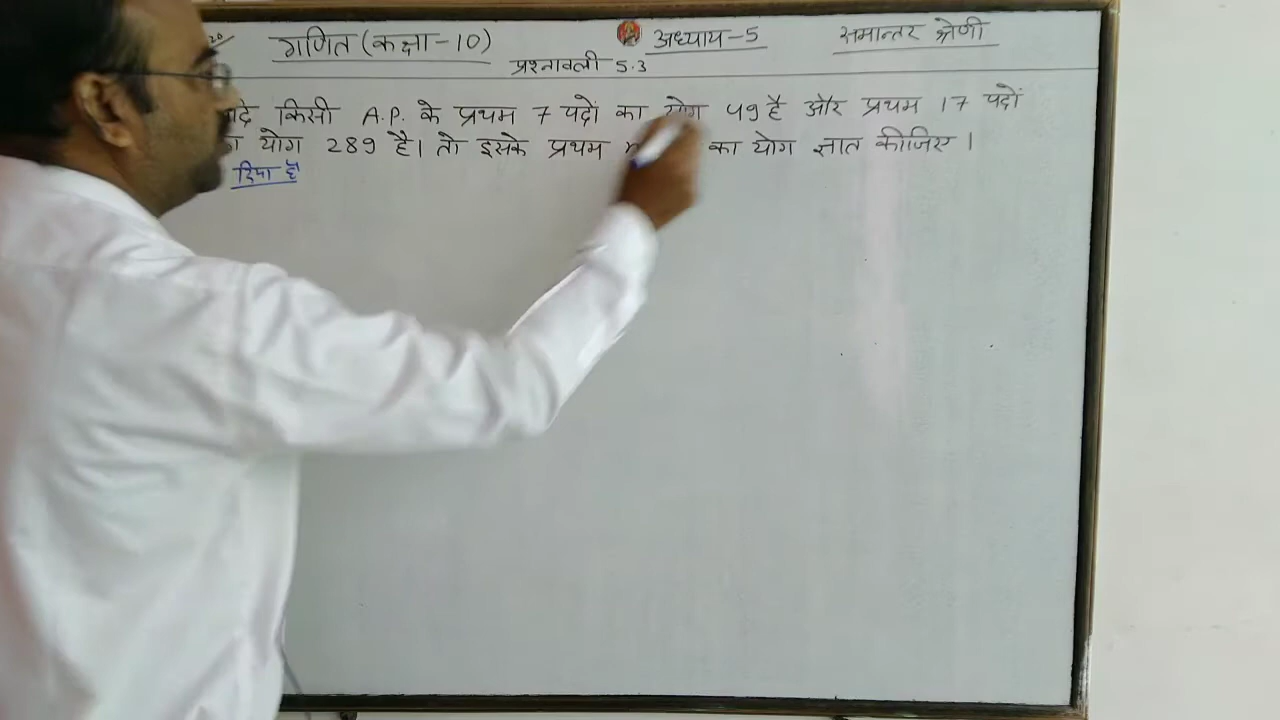 गणित (कक्षा-10) अध्याय-5 समान्तर श्रेणी
प्रश्नावली 5.3
किसी A.P. के प्रथम 7 पदों का योग 49 है और प्रथम 17 पदों
योग 289 है। तो इसके प्रथम का योग ज्ञात कीजिए।
दिया है